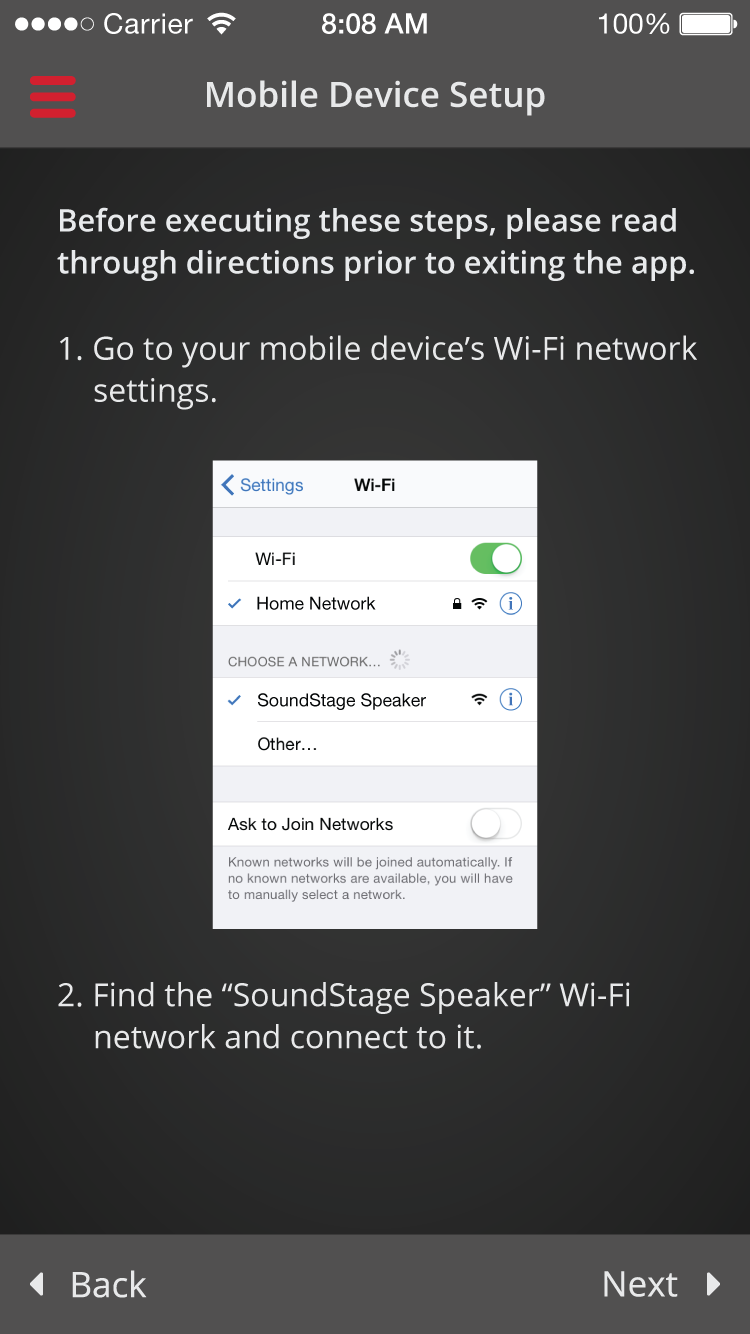 Carrier 8:08 AM 100%
Mobile Device Setup
Before executing these steps, please read
through directions prior to exiting the app.
1. Go to your mobile device’s Wi-Fi network
settings.
Settings Wi-Fi
Wi-Fi
Home Network
CHOOSE A NETWORK...
SoundStage Speaker
Other...
Ask to Join Networks
Known networks will be joined automatically. If
no known networks are available, you will have
to manually select a network.
2. Find the “SoundStage Speaker” Wi-Fi
network and connect to it.
Back Next